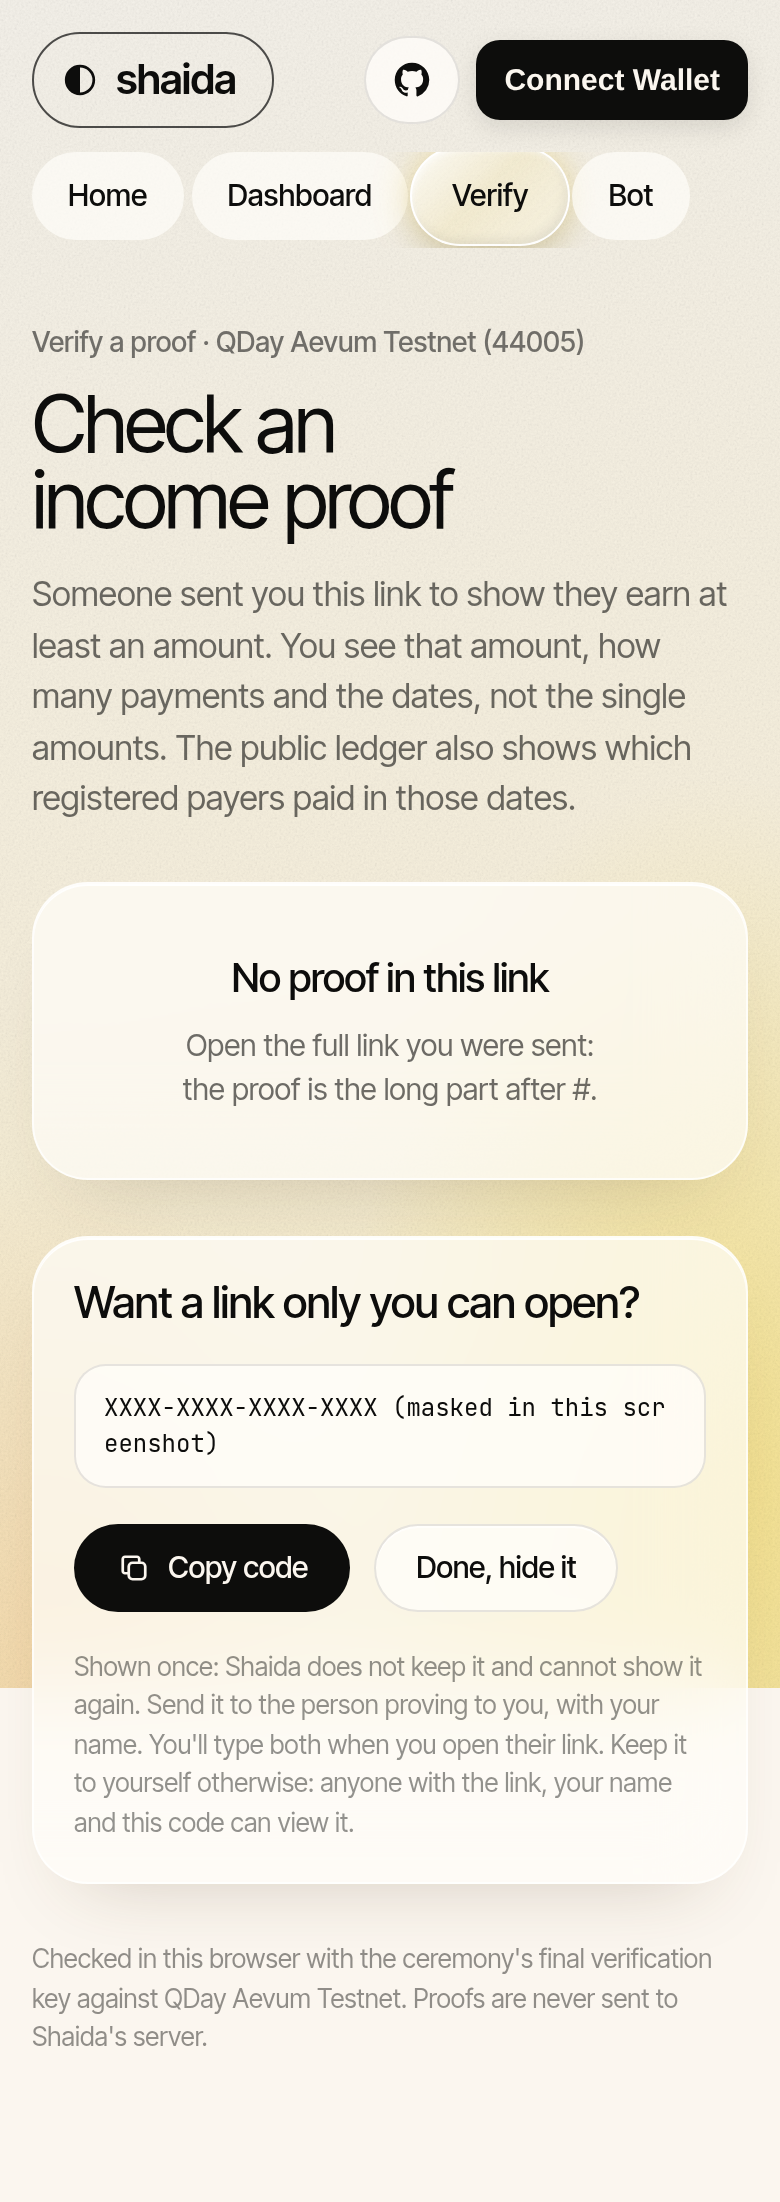 shaida
Connect Wallet
Home
Dashboard
Verify
Bot
Verify a proof · QDay Aevum Testnet (44005)
Check an
income proof
Someone sent you this link to show they earn at
least an amount. You see that amount, how
many payments and the dates, not the single
amounts. The public ledger also shows which
registered payers paid in those dates.
No proof in this link
Open the full link you were sent:
the proof is the long part after #.
Want a link only you can open?
XXXX-XXXX-XXXX-XXXX (masked in this scr
eenshot)
Copy code
Done, hide it
Shown once: Shaida does not keep it and cannot show it
again. Send it to the person proving to you, with your
name. You'll type both when you open their link. Keep it
to yourself otherwise: anyone with the link, your name
and this code can view it.
Checked in this browser with the ceremony's final verification
key against QDay Aevum Testnet. Proofs are never sent to
Shaida's server.